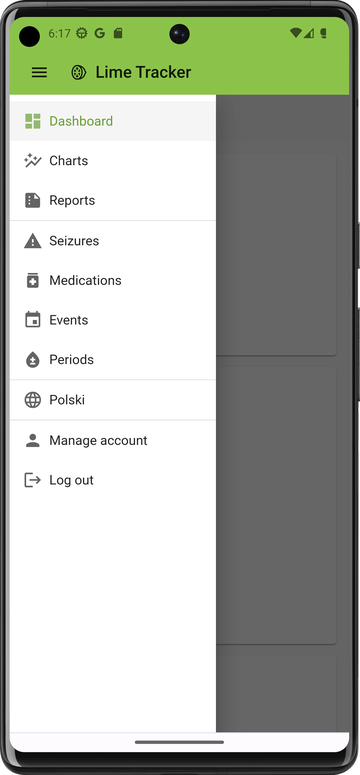 6:17 G
Lime Tracker
Dashboard
Charts
Reports
Seizures
Medications
Events
Periods
Polski
Manage account
Log out